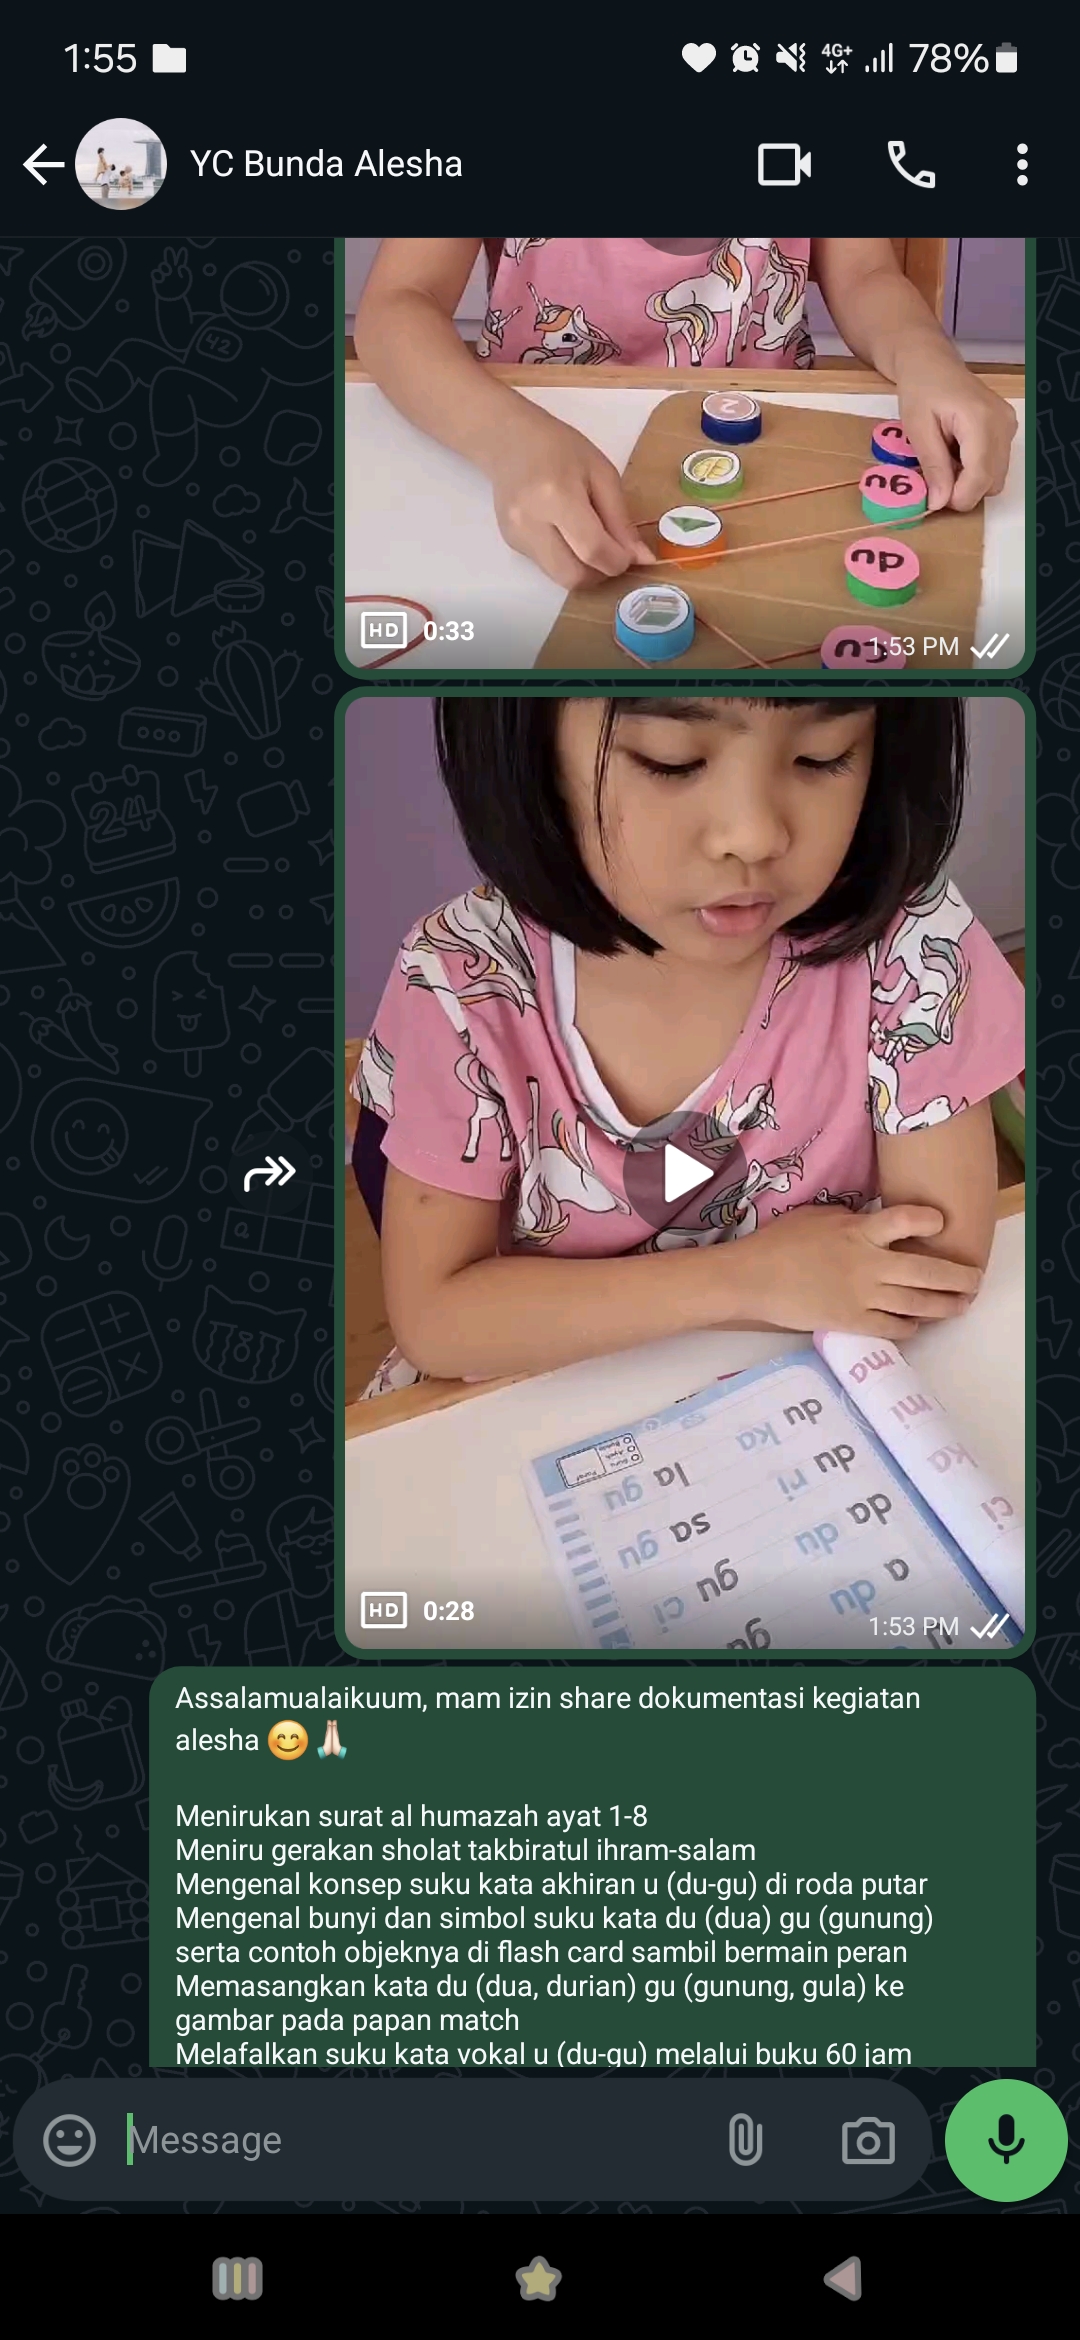 1:55
4G+
78%
YC Bunda Alesha
2
gu
du
HD 0:33
1:53 PM
du
ka
du
ri
da
du
a
du
la
gu
sa
gu
gu
ci
gu
ma
mi
ka
ci
HD 0:28
1:53 PM
Assalamualaikuum, mam izin share dokumentasi kegiatan
alesha 😊🙏🏻
Menirukan surat al humazah ayat 1-8
Meniru gerakan sholat takbiratul ihram-salam
Mengenal konsep suku kata akhiran u (du-gu) di roda putar
Mengenal bunyi dan simbol suku kata du (dua) gu (gunung)
serta contoh objeknya di flash card sambil bermain peran
Memasangkan kata du (dua, durian) gu (gunung, gula) ke
gambar pada papan match
Melafalkan suku kata vokal u (du-gu) melalui buku 60 jam
Message